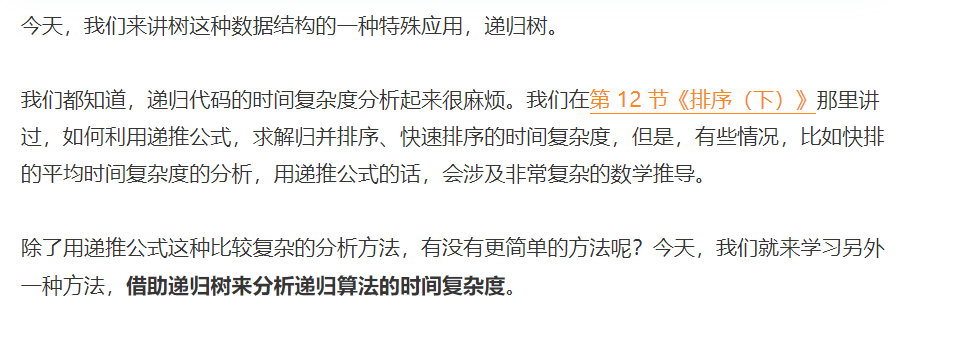 今天，我们来讲树这种数据结构的一种特殊应用，递归树。
我们都知道，递归代码的时间复杂度分析起来很麻烦。我们在第 12 节《排序（下）》那里讲
过，如何利用递推公式，求解归并排序、快速排序的时间复杂度，但是，有些情况，比如快排
的平均时间复杂度的分析，用递推公式的话，会涉及非常复杂的数学推导。
除了用递推公式这种比较复杂的分析方法，有没有更简单的方法呢？今天，我们就来学习另外
一种方法，借助递归树来分析递归算法的时间复杂度。